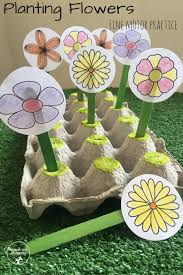 Planting Flowers
FINE MOTOR PRACTICE